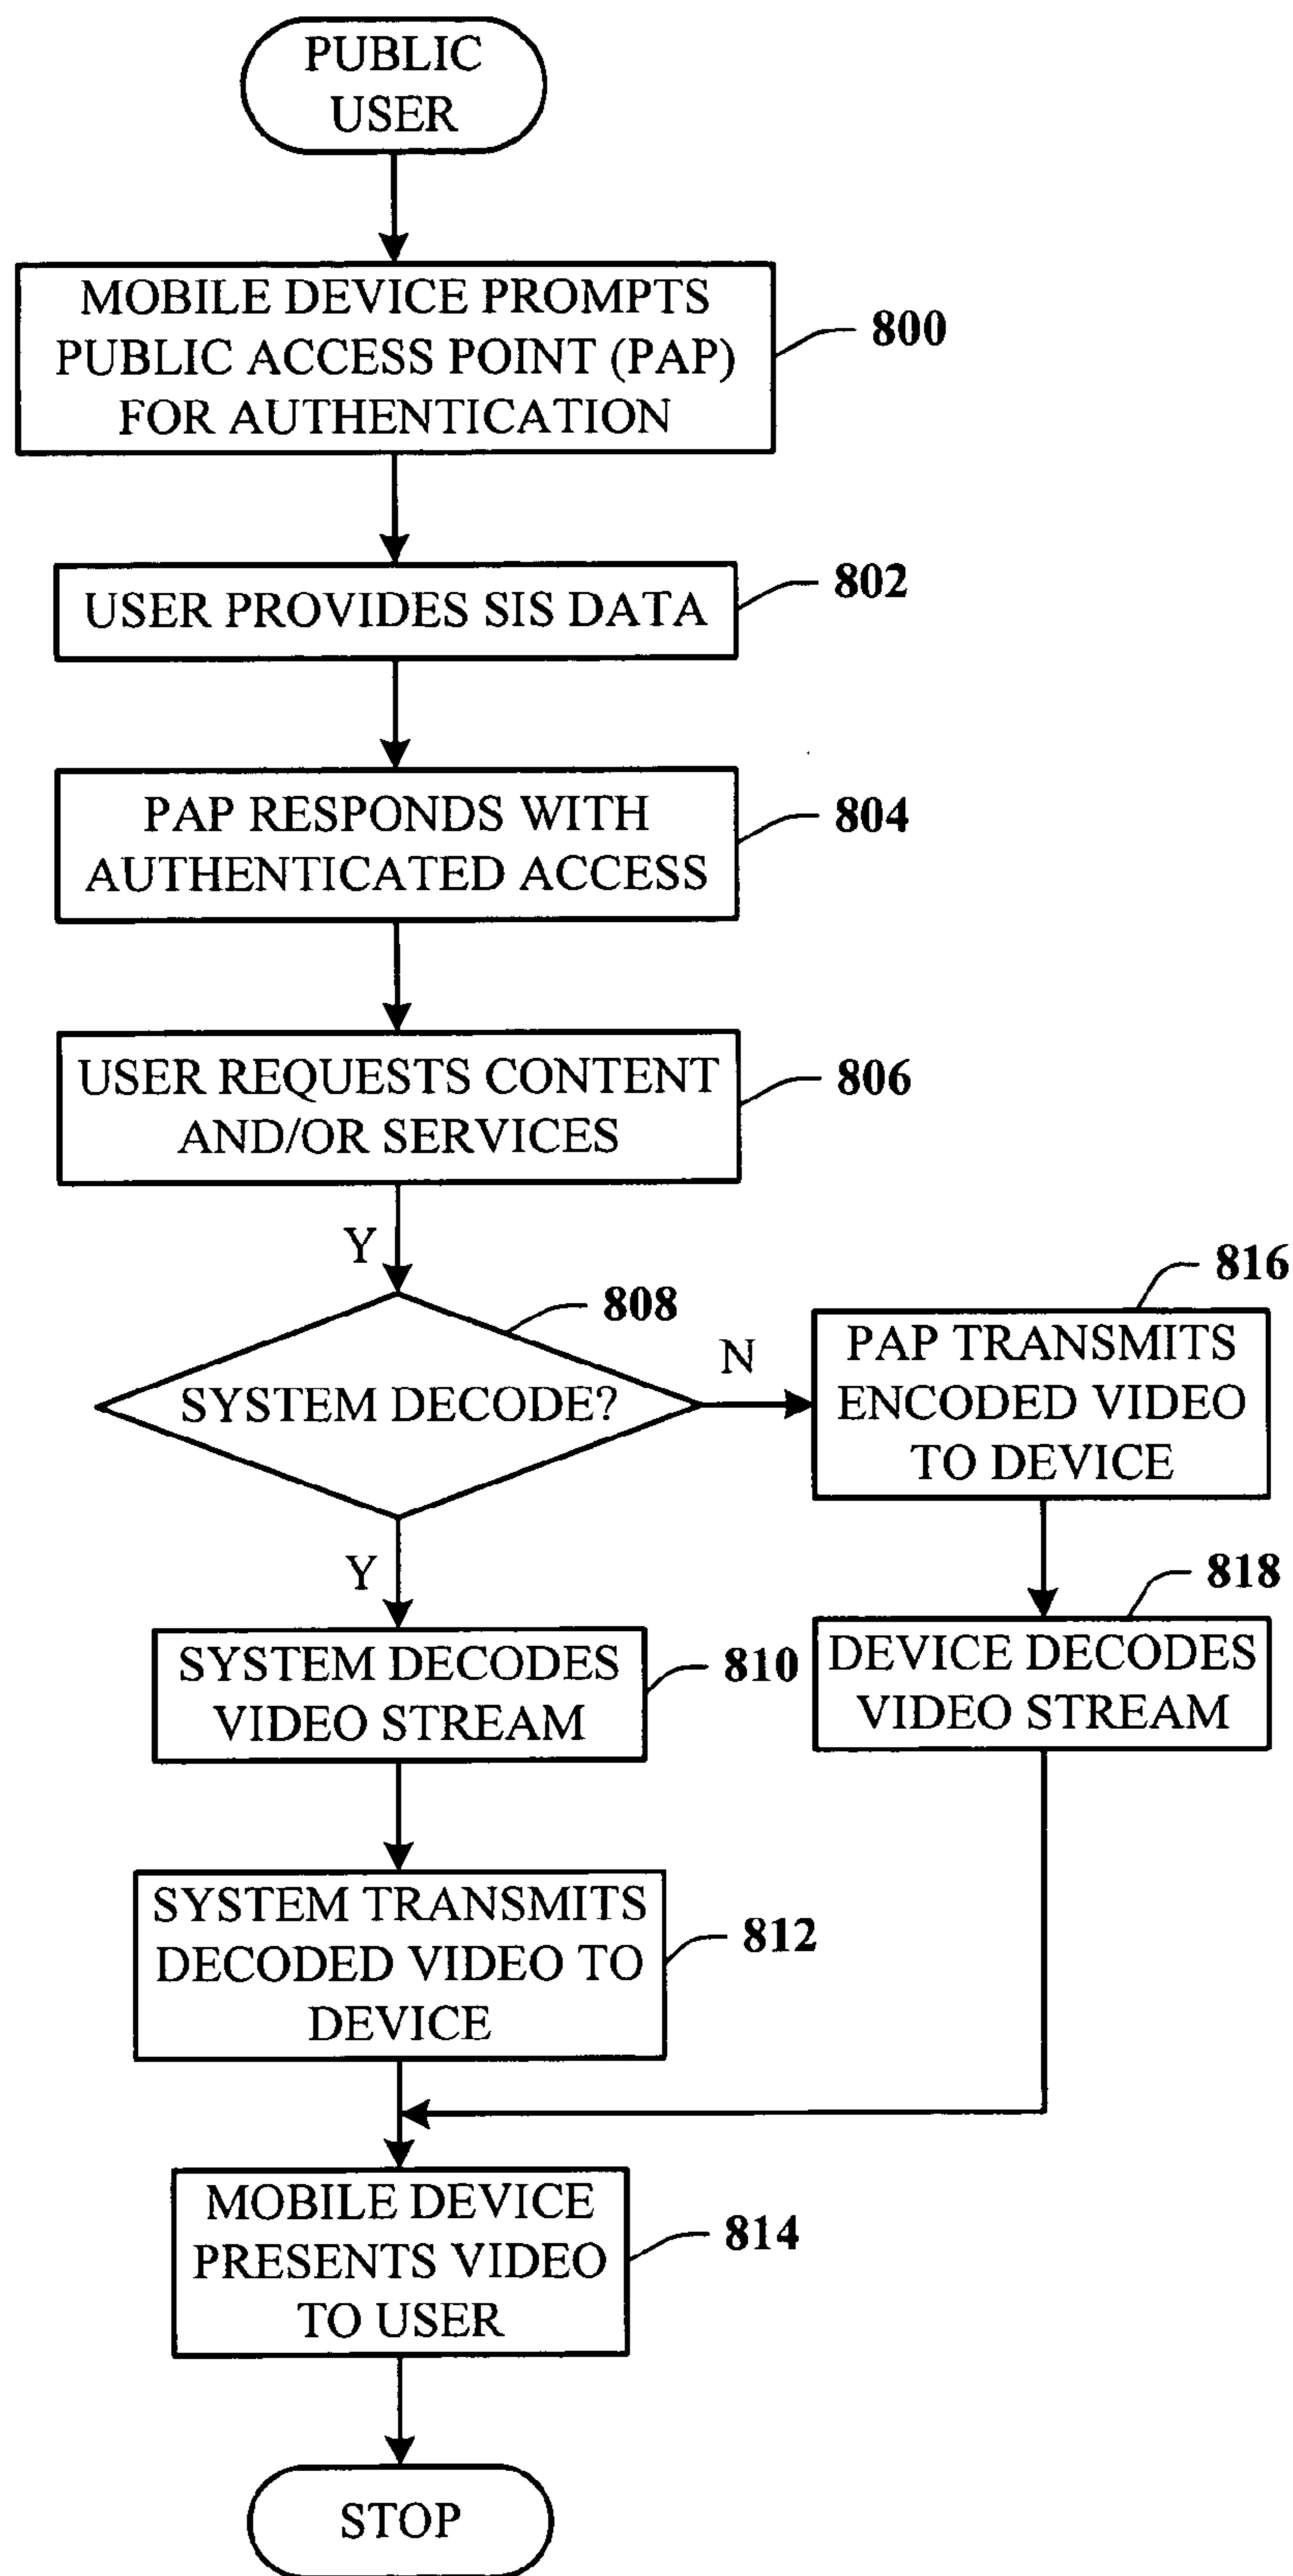 PUBLIC
USER
MOBILE DEVICE PROMPTS
PUBLIC ACCESS POINT (PAP)
FOR AUTHENTICATION
800
USER PROVIDES SIS DATA
802
PAP RESPONDS WITH
AUTHENTICATED ACCESS
804
USER REQUESTS CONTENT
AND/OR SERVICES
806
Y
SYSTEM DECODE?
808
N
PAP TRANSMITS
ENCODED VIDEO
TO DEVICE
816
Y
SYSTEM DECODES
VIDEO STREAM
810
DEVICE DECODES
VIDEO STREAM
818
SYSTEM TRANSMITS
DECODED VIDEO TO
DEVICE
812
MOBILE DEVICE
PRESENTS VIDEO
TO USER
814
STOP